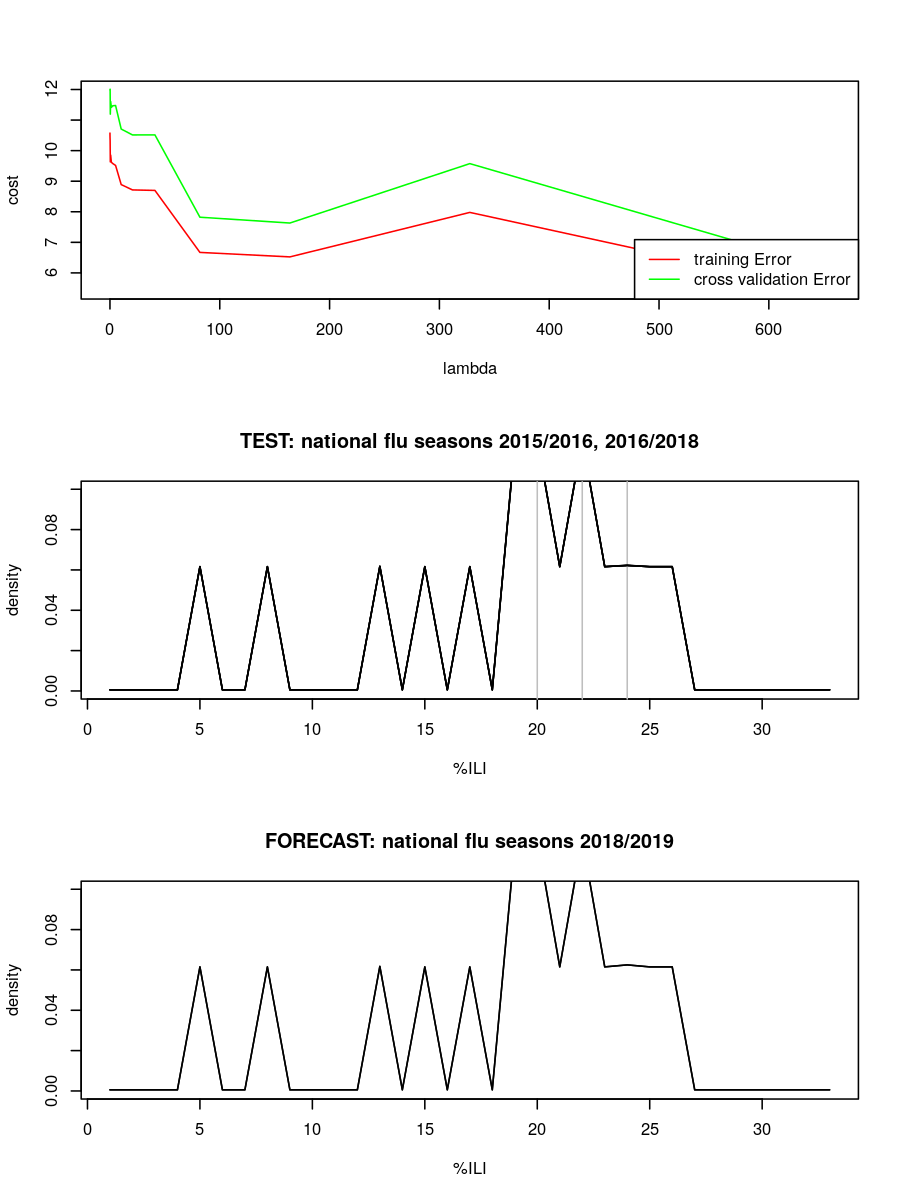 12
10
9
8
7
6
cost
training Error
cross validation Error
0 100 200 300 400 500 600
lambda
TEST: national flu seasons 2015/2016, 2016/2018
0.08
0.04
0.00
density
0 5 10 15 20 25 30
%ILI
FORECAST: national flu seasons 2018/2019
0.08
0.04
0.00
density
0 5 10 15 20 25 30
%ILI